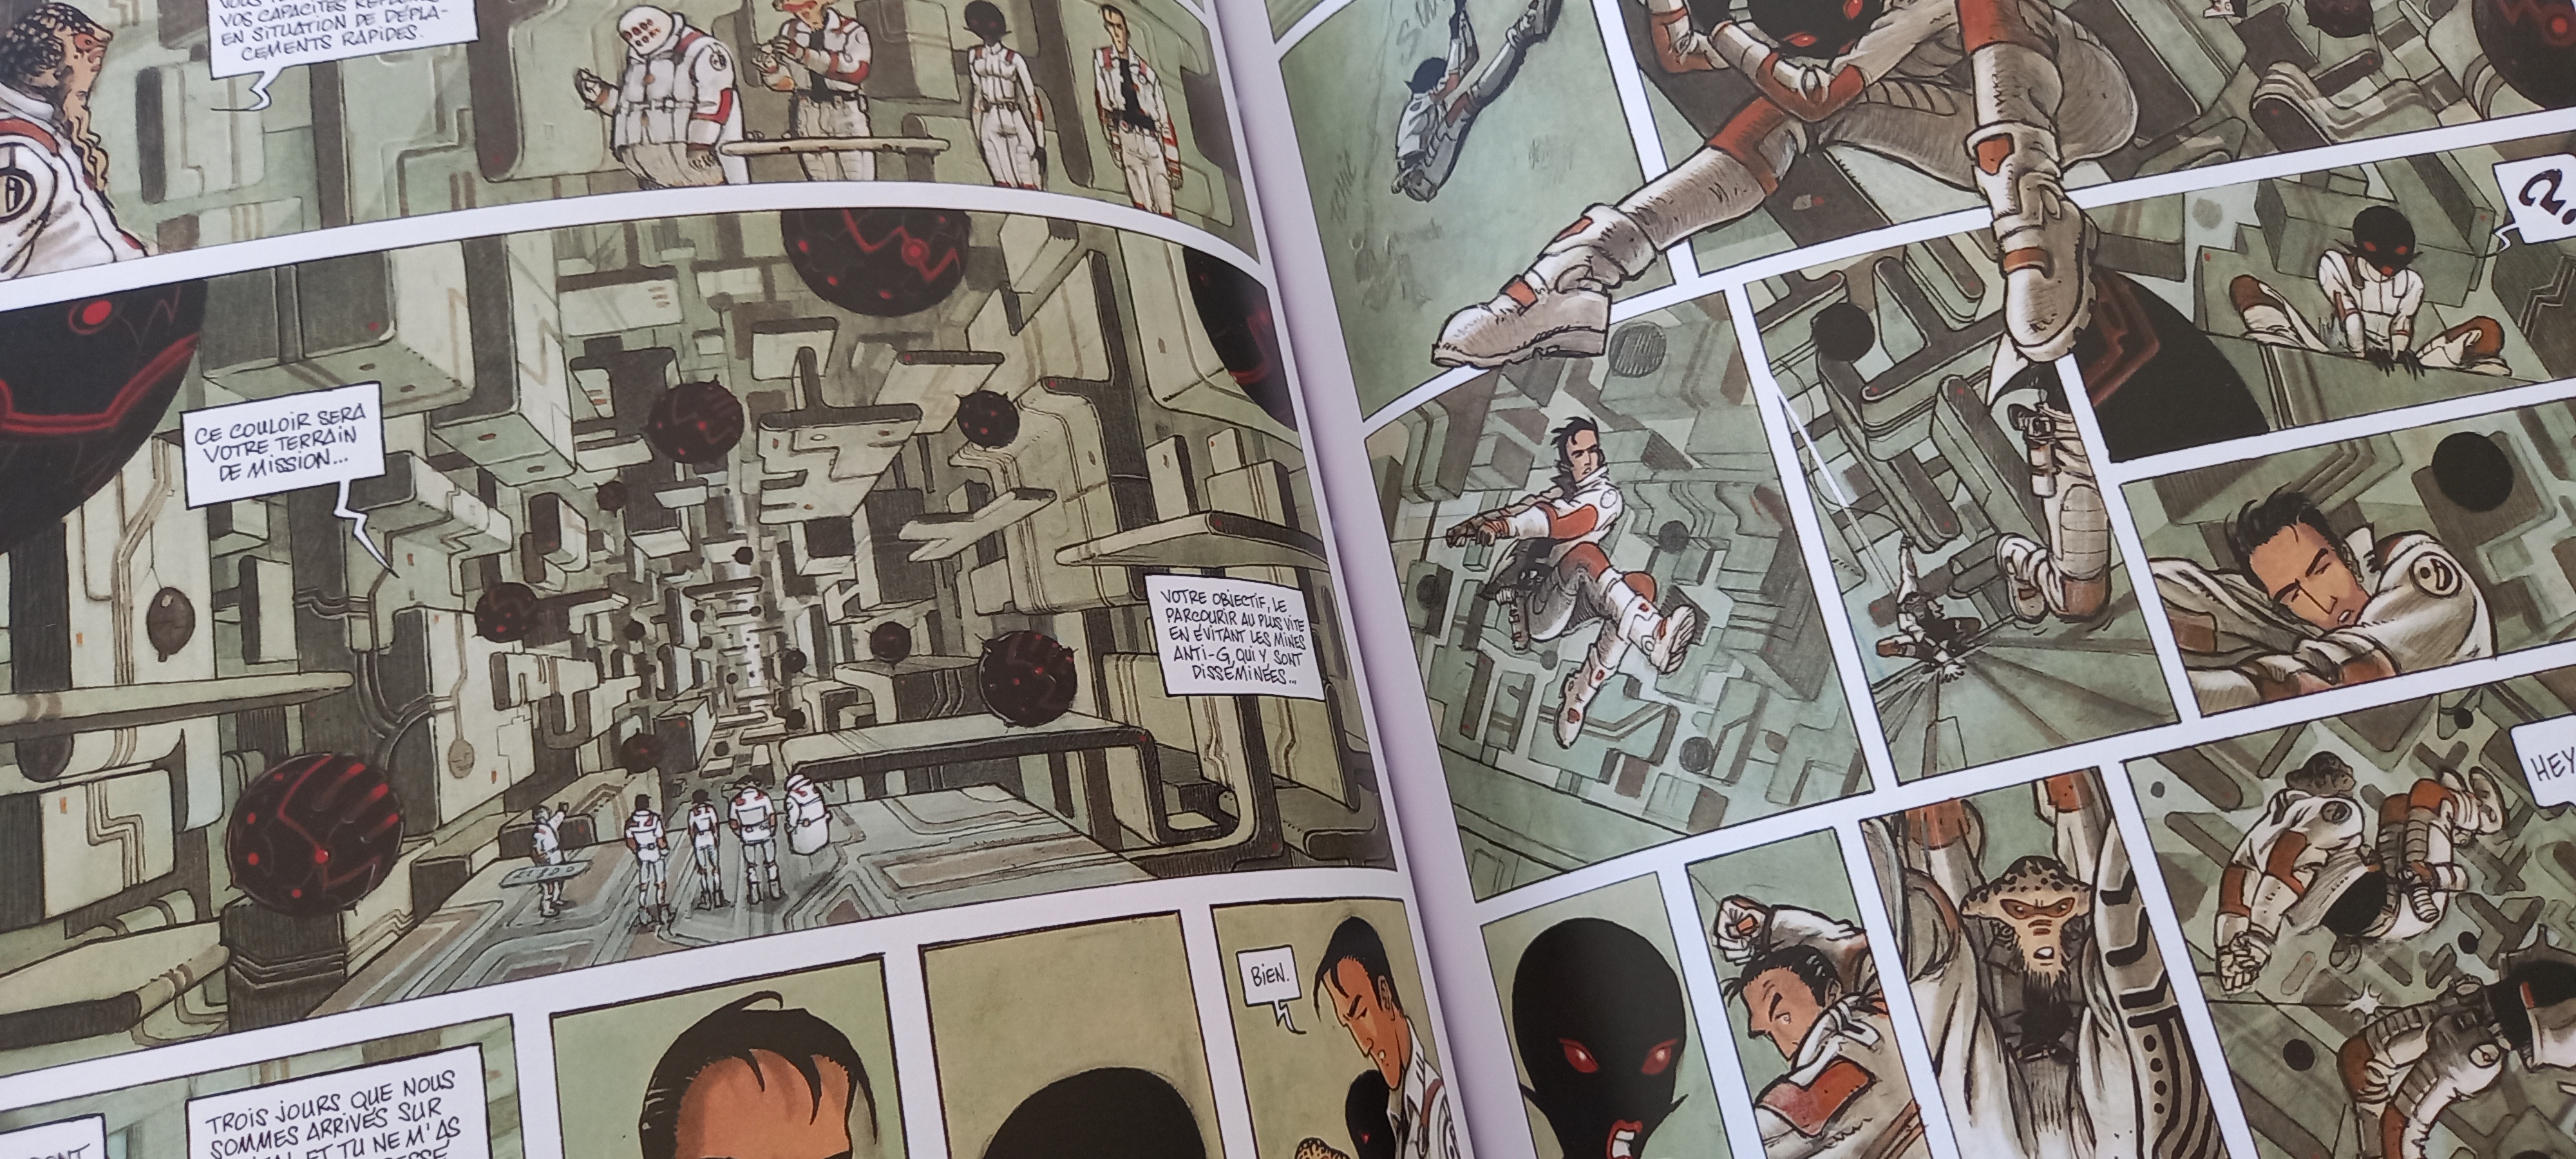 VOS CAPACITÉS
EN SITUATION DE DÉPLA-
CEMENTS RAPIDES.
CE COULOIR SERA
VOTRE TERRAIN
DE MISSION...
VOTRE OBJECTIF, LE
PARCOURIR AU PLUS VITE
EN ÉVITANT LES MINES
ANTI-G, QUI Y SONT
DISSÉMINÉES...
TROIS JOURS QUE NOUS
SOMMES ARRIVÉS SUR
ET TU NE M'AS
BIEN.
TCHIC
HEY